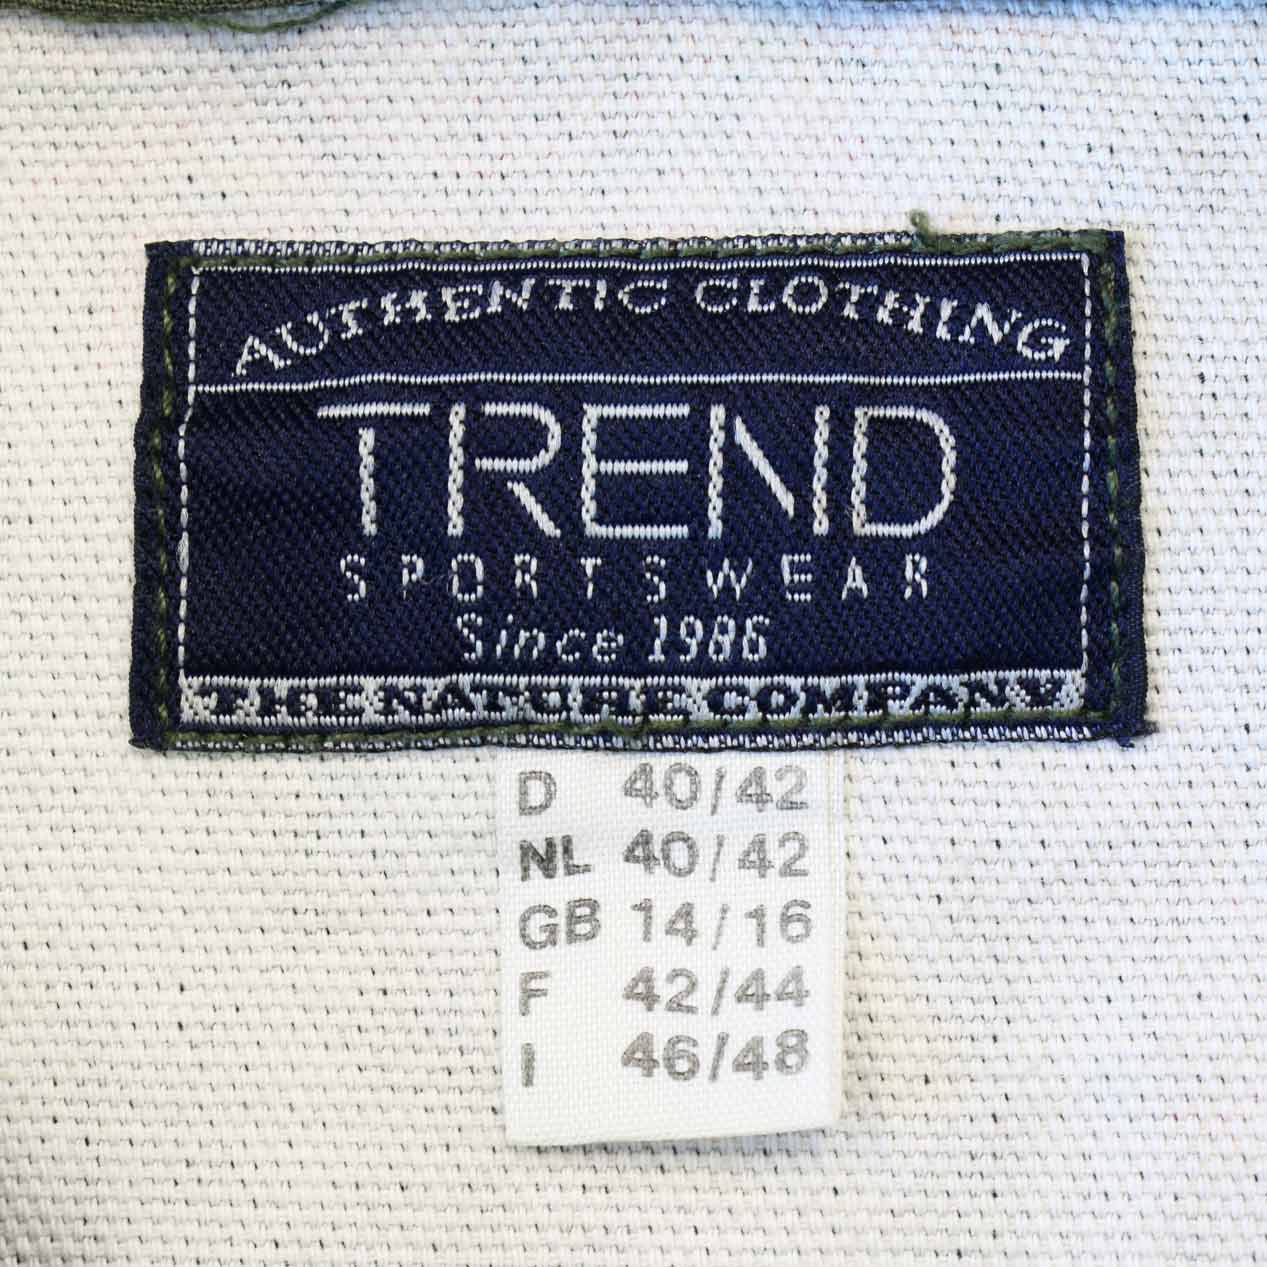 AUTHENTIC CLOTHING
TREND
SPORTSWEAR
Since 1986
THE NATURE COMPANY
D 40/42
NL 40/42
GB 14/16
F 42/44
I 46/48